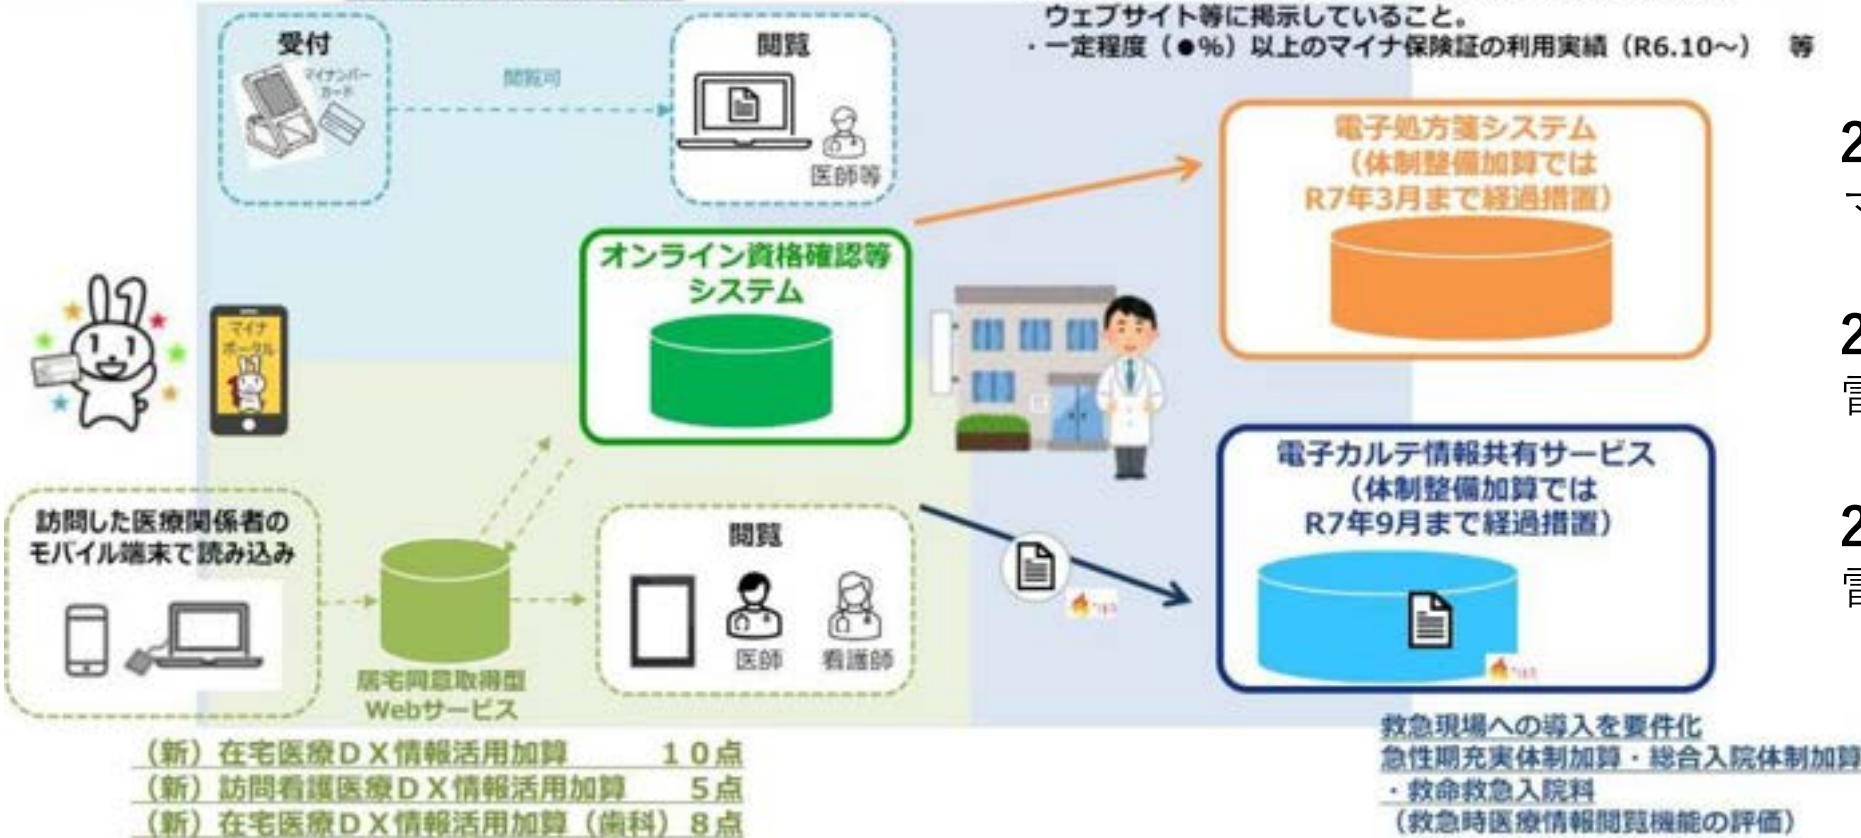 ウェブサイト等に掲示していること。
・一定程度（●%）以上のマイナ保険証の利用実績（R6.10～）　等
受付
マイナンバー
カード
閲覧可
閲覧
医師等
電子処方箋システム
（体制整備加算では
R7年3月まで経過措置）
オンライン資格確認等
システム
マイナ
ポータル
電子カルテ情報共有サービス
（体制整備加算では
R7年9月まで経過措置）
訪問した医療関係者の
モバイル端末で読み込み
閲覧
医師
看護師
居宅同意取得型
Webサービス
（新）在宅医療ＤＸ情報活用加算　　　１０点
（新）訪問看護医療ＤＸ情報活用加算　　５点
（新）在宅医療ＤＸ情報活用加算（歯科）８点
救急現場への導入を要件化
急性期充実体制加算・総合入院体制加算
・救命救急入院料
（救急時医療情報閲覧機能の評価）
2
2
電
2
電